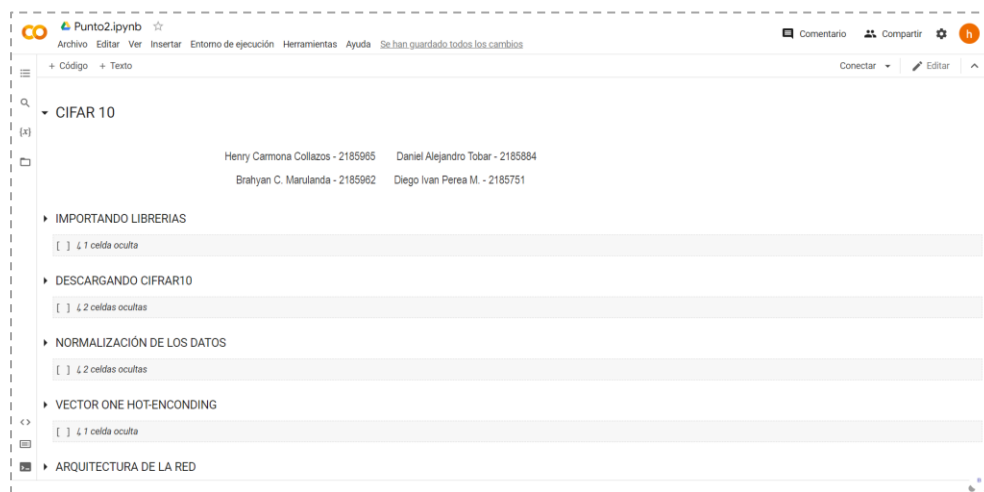 Punto2.ipynb
Archivo Editar Ver Insertar Entorno de ejecución Herramientas Ayuda Se han guardado todos los cambios
Comentario Compartir h
+ Código + Texto Conectar Editar
CIFAR 10
{x}
Henry Carmona Collazos - 2185965 Daniel Alejandro Tobar - 2185884
Brahyan C. Marulanda - 2185962 Diego Ivan Perea M. - 2185751
IMPORTANDO LIBRERIAS
[ ] ↳ 1 celda oculta
DESCARGANDO CIFRAR10
[ ] ↳ 2 celdas ocultas
NORMALIZACIÓN DE LOS DATOS
[ ] ↳ 2 celdas ocultas
VECTOR ONE HOT-ENCONDING
[ ] ↳ 1 celda oculta
ARQUITECTURA DE LA RED